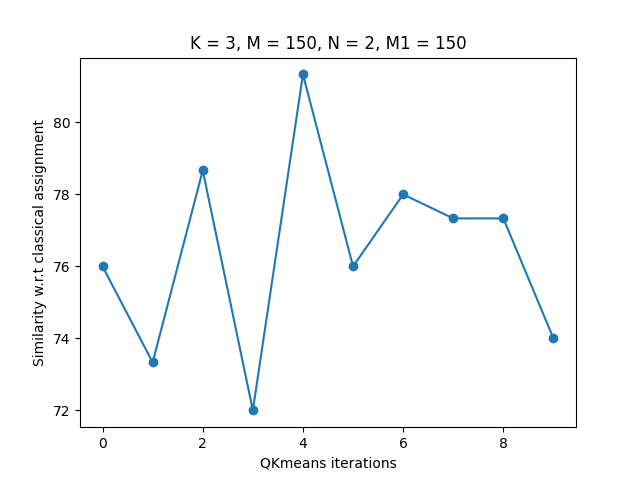 K = 3, M = 150, N = 2, M1 = 150
Similarity w.r.t classical assignment
80
78
76
74
72
0 2 4 6 8
QKmeans iterations